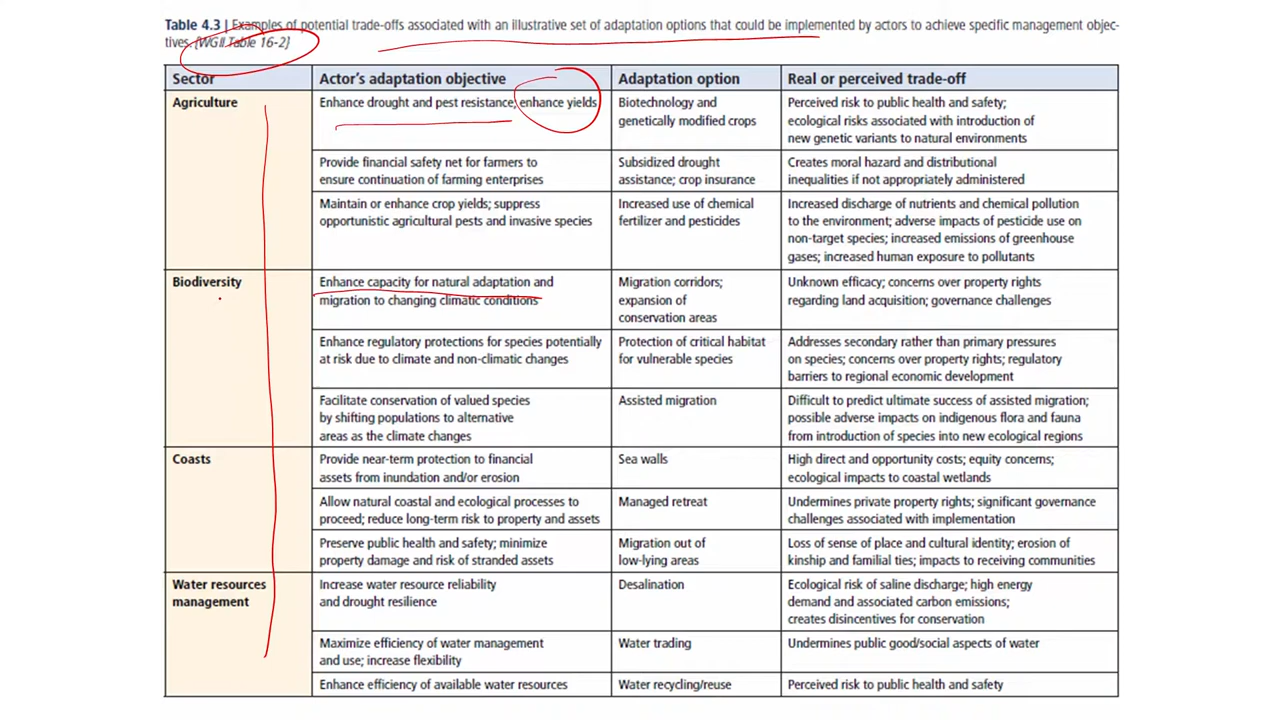 Table 4.3 | Examples of potential trade-offs associated with an illustrative set of adaptation options that could be implemented by actors to achieve specific management objec-
tives. {WGII Table 16-2}
Sector Actor's adaptation objective Adaptation option Real or perceived trade-off
Agriculture Enhance drought and pest resistance; enhance yields Biotechnology and Perceived risk to public health and safety;
genetically modified crops ecological risks associated with introduction of
new genetic variants to natural environments
Provide financial safety net for farmers to Subsidized drought Creates moral hazard and distributional
ensure continuation of farming enterprises assistance; crop insurance inequalities if not appropriately administered
Maintain or enhance crop yields; suppress Increased use of chemical Increased discharge of nutrients and chemical pollution
opportunistic agricultural pests and invasive species fertilizer and pesticides to the environment; adverse impacts of pesticide use on
non-target species; increased emissions of greenhouse
gases; increased human exposure to pollutants
Biodiversity Enhance capacity for natural adaptation and Migration corridors; Unknown efficacy; concerns over property rights
migration to changing climatic conditions expansion of regarding land acquisition; governance challenges
conservation areas
Enhance regulatory protections for species potentially Protection of critical habitat Addresses secondary rather than primary pressures
at risk due to climate and non-climatic changes for vulnerable species on species; concerns over property rights; regulatory
barriers to regional economic development
Facilitate conservation of valued species Assisted migration Difficult to predict ultimate success of assisted migration;
by shifting populations to alternative possible adverse impacts on indigenous flora and fauna
areas as the climate changes from introduction of species into new ecological regions
Coasts Provide near-term protection to financial Sea walls High direct and opportunity costs; equity concerns;
assets from inundation and/or erosion ecological impacts to coastal wetlands
Allow natural coastal and ecological processes to Managed retreat Undermines private property rights; significant governance
proceed; reduce long-term risk to property and assets challenges associated with implementation
Preserve public health and safety; minimize Migration out of Loss of sense of place and cultural identity; erosion of
property damage and risk of stranded assets low-lying areas kinship and familial ties; impacts to receiving communities
Water resources Increase water resource reliability Desalination Ecological risk of saline discharge; high energy
management and drought resilience demand and associated carbon emissions;
creates disincentives for conservation
Maximize efficiency of water management Water trading Undermines public good/social aspects of water
and use; increase flexibility
Enhance efficiency of available water resources Water recycling/reuse Perceived risk to public health and safety